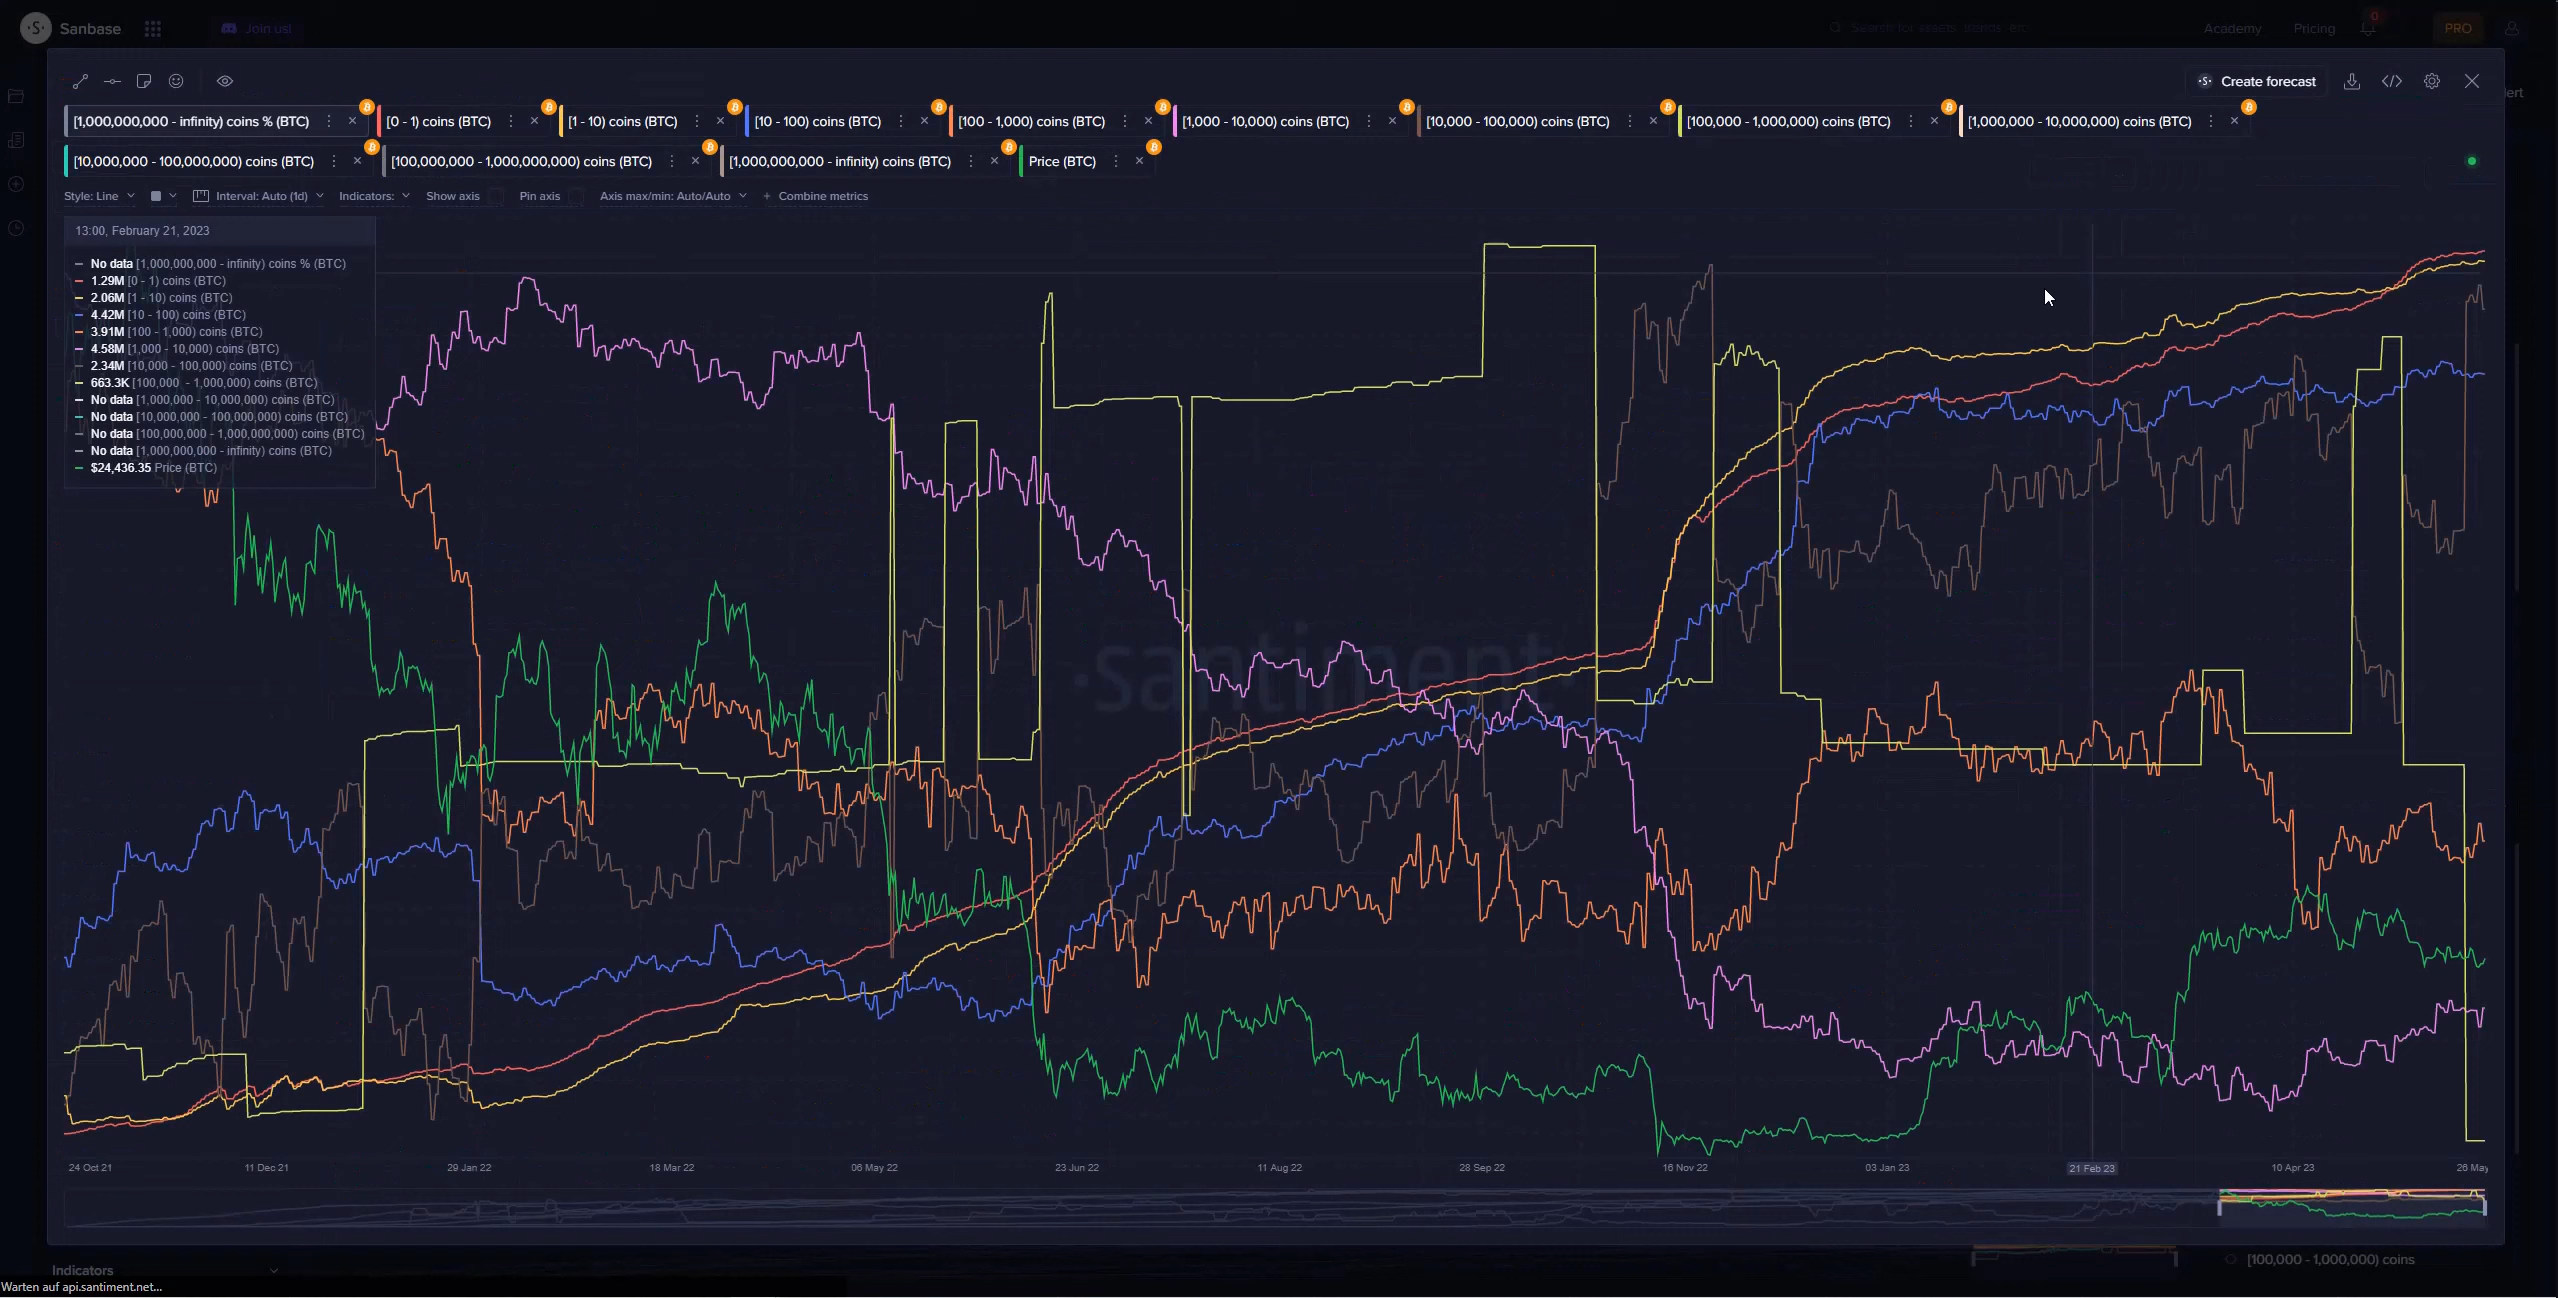 Sanbase
Join us!
Search for assets, trends, etc.
Academy
Pricing
0
PRO
Create forecast
[1,000,000,000 - infinity) coins % (BTC)
[0 - 1) coins (BTC)
[1 - 10) coins (BTC)
[10 - 100) coins (BTC)
[100 - 1,000) coins (BTC)
[1,000 - 10,000) coins (BTC)
[10,000 - 100,000) coins (BTC)
[100,000 - 1,000,000) coins (BTC)
[1,000,000 - 10,000,000) coins (BTC)
[10,000,000 - 100,000,000) coins (BTC)
[100,000,000 - 1,000,000,000) coins (BTC)
[1,000,000,000 - infinity) coins (BTC)
Price (BTC)
Style: Line
Interval: Auto (1d)
Indicators:
Show axis
Pin axis
Axis max/min: Auto/Auto
+ Combine metrics
13:00, February 21, 2023
No data [1,000,000,000 - infinity) coins % (BTC)
1.29M [0 - 1) coins (BTC)
2.06M [1 - 10) coins (BTC)
4.42M [10 - 100) coins (BTC)
3.91M [100 - 1,000) coins (BTC)
4.58M [1,000 - 10,000) coins (BTC)
2.34M [10,000 - 100,000) coins (BTC)
663.3K [100,000 - 1,000,000) coins (BTC)
No data [1,000,000 - 10,000,000) coins (BTC)
No data [10,000,000 - 100,000,000) coins (BTC)
No data [100,000,000 - 1,000,000,000) coins (BTC)
No data [1,000,000,000 - infinity) coins (BTC)
$24,436.35 Price (BTC)
·santiment·
24 Oct 21
11 Dec 21
29 Jan 22
18 Mar 22
06 May 22
23 Jun 22
11 Aug 22
28 Sep 22
16 Nov 22
03 Jan 23
21 Feb 23
10 Apr 23
26 May
Indicators
[100,000 - 1,000,000) coins
Warten auf api.santiment.net...